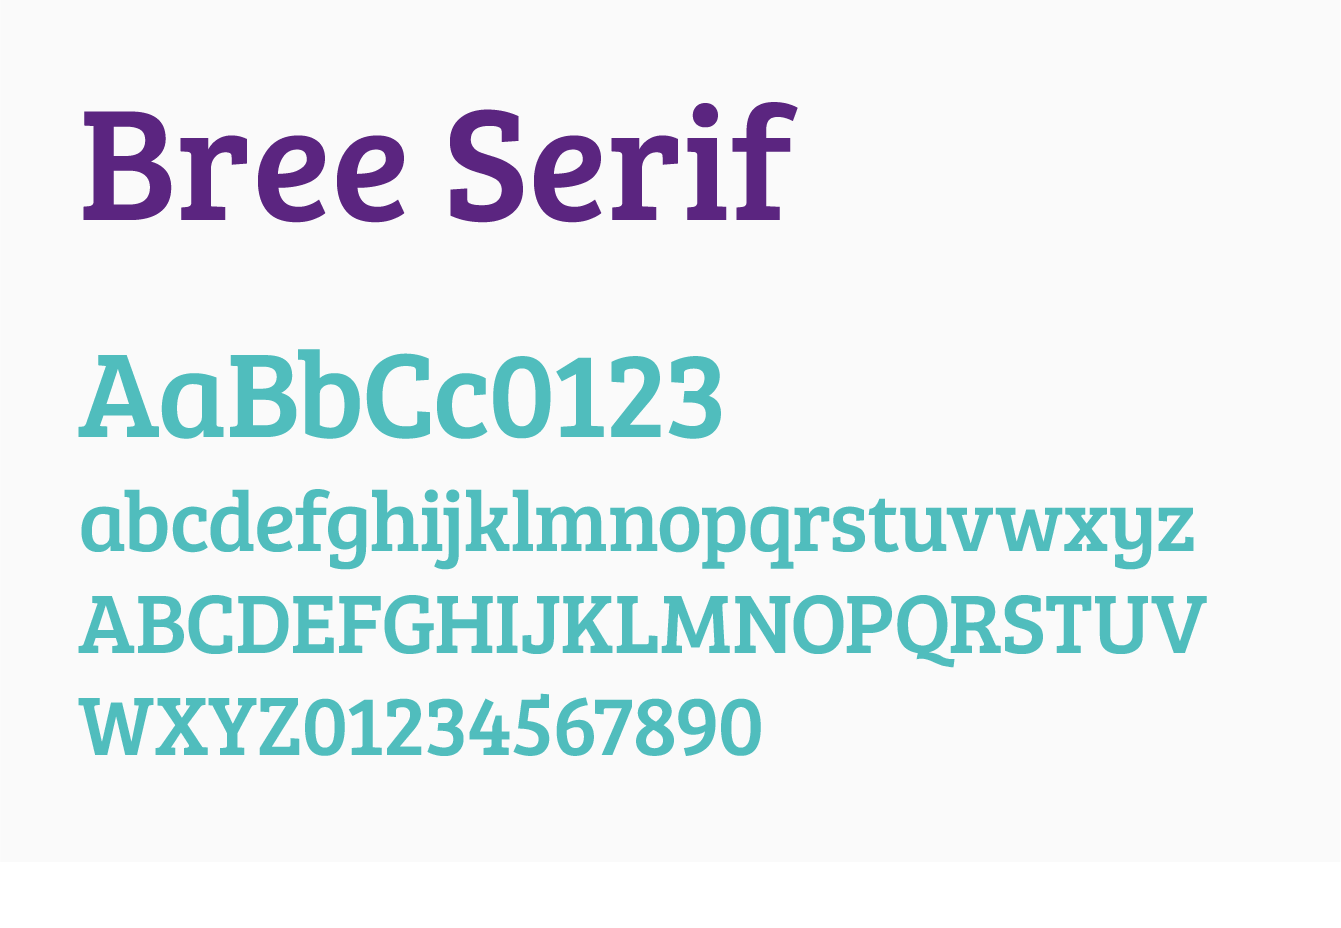 Bree Serif
AaBbCc0123
abcdefghijklmnopqrstuvwxyz
ABCDEFGHIJKLMNOPQRSTUV
WXYZ01234567890